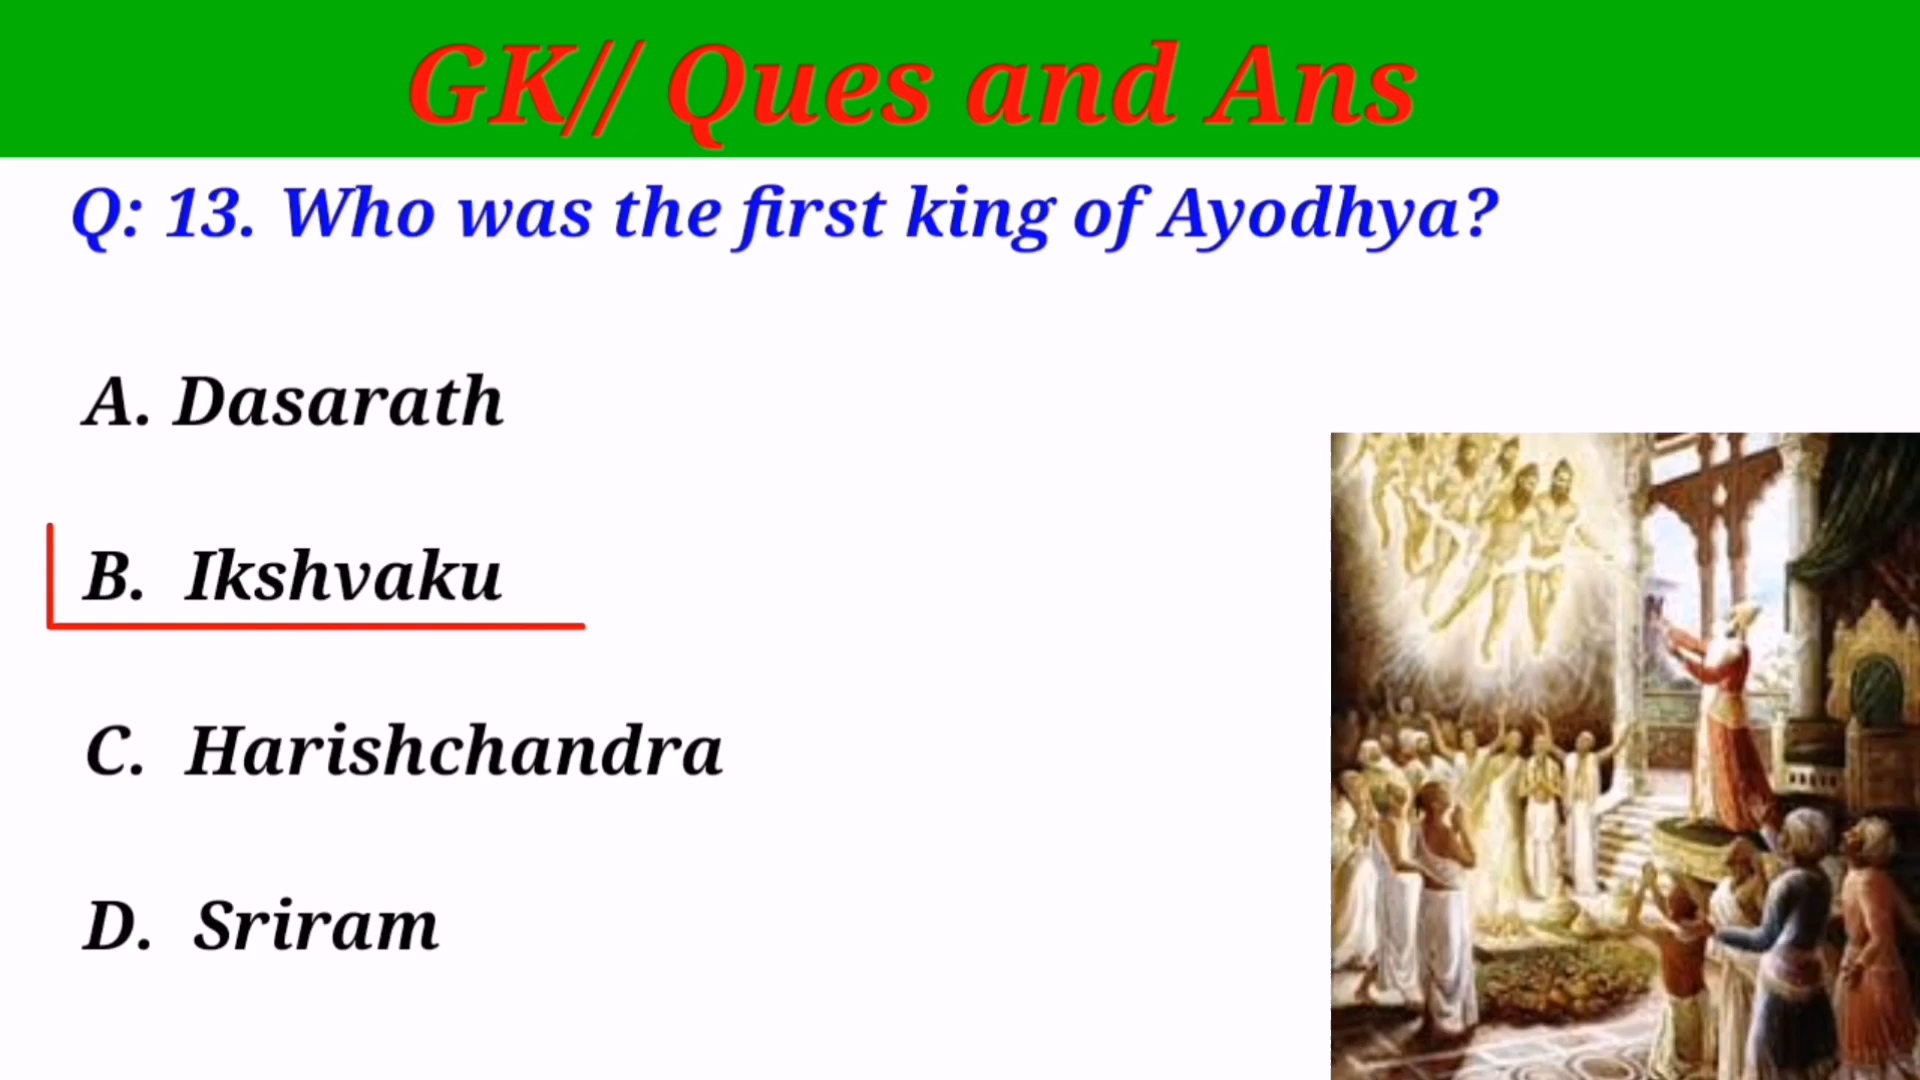 GK// Ques and Ans
Q: 13. Who was the first king of Ayodhya?
A. Dasarath
B. Ikshvaku
C. Harishchandra
D. Sriram